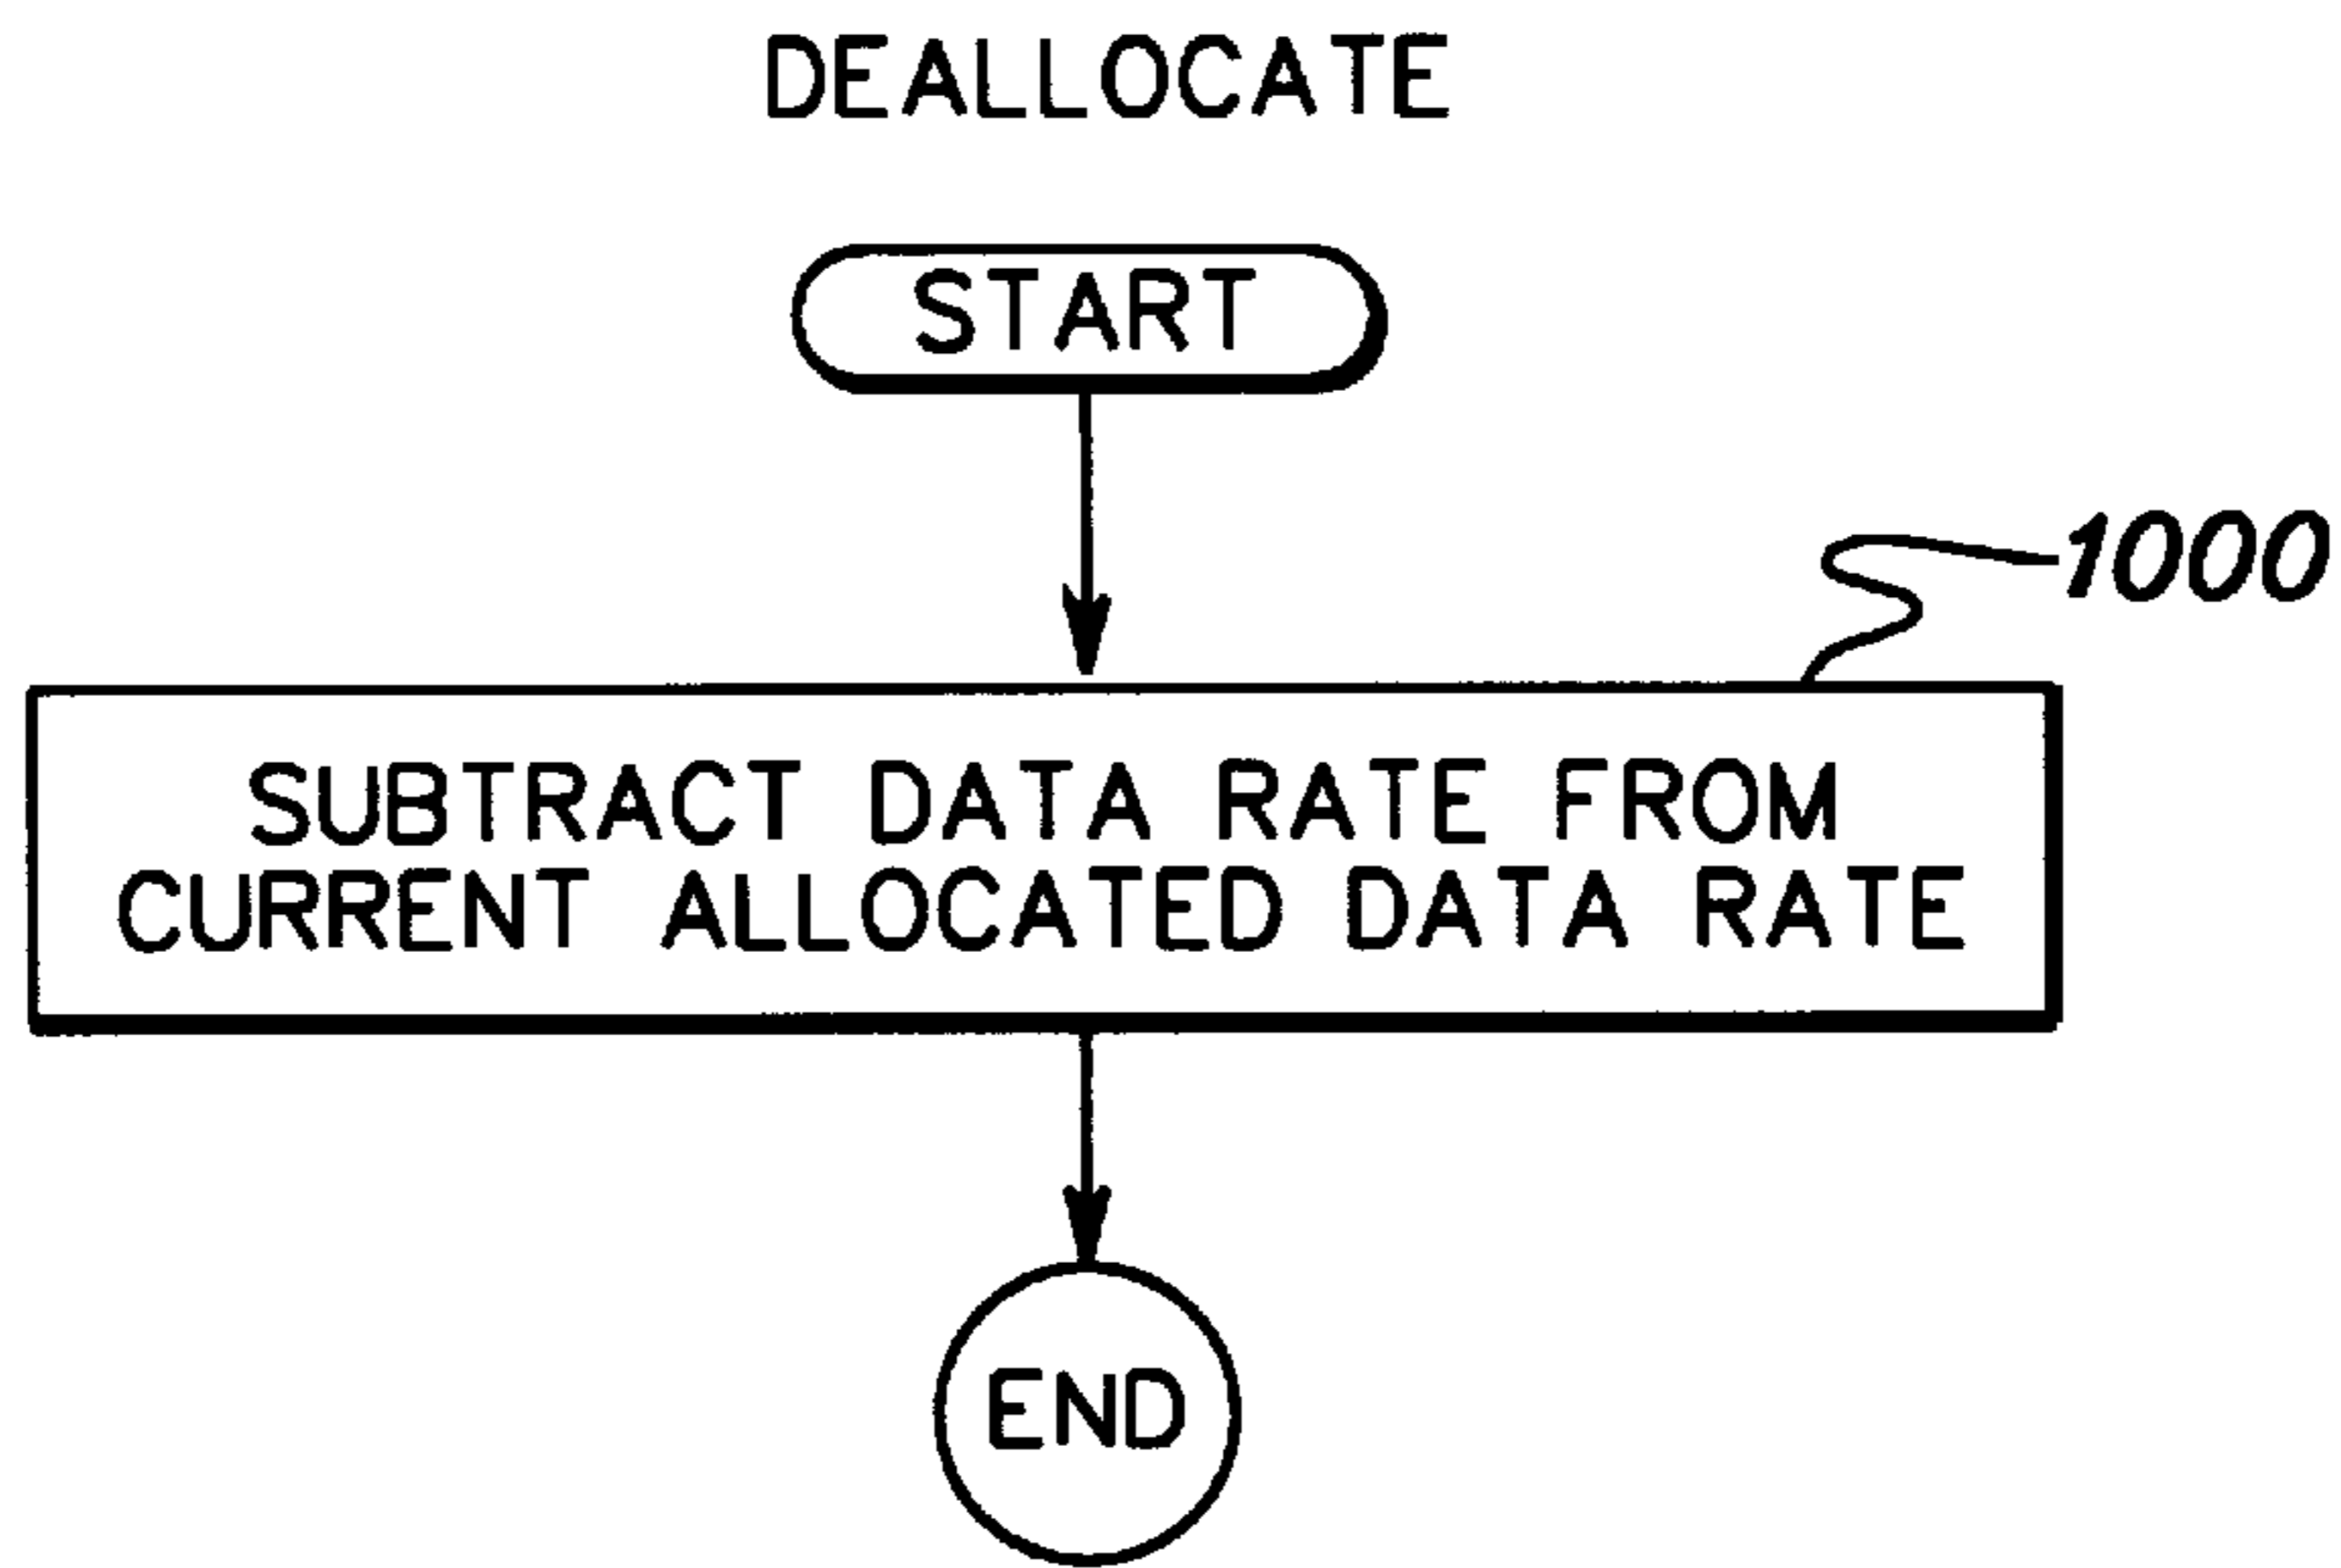 DEALLOCATE
START
1000
SUBTRACT DATA RATE FROM
CURRENT ALLOCATED DATA RATE
END